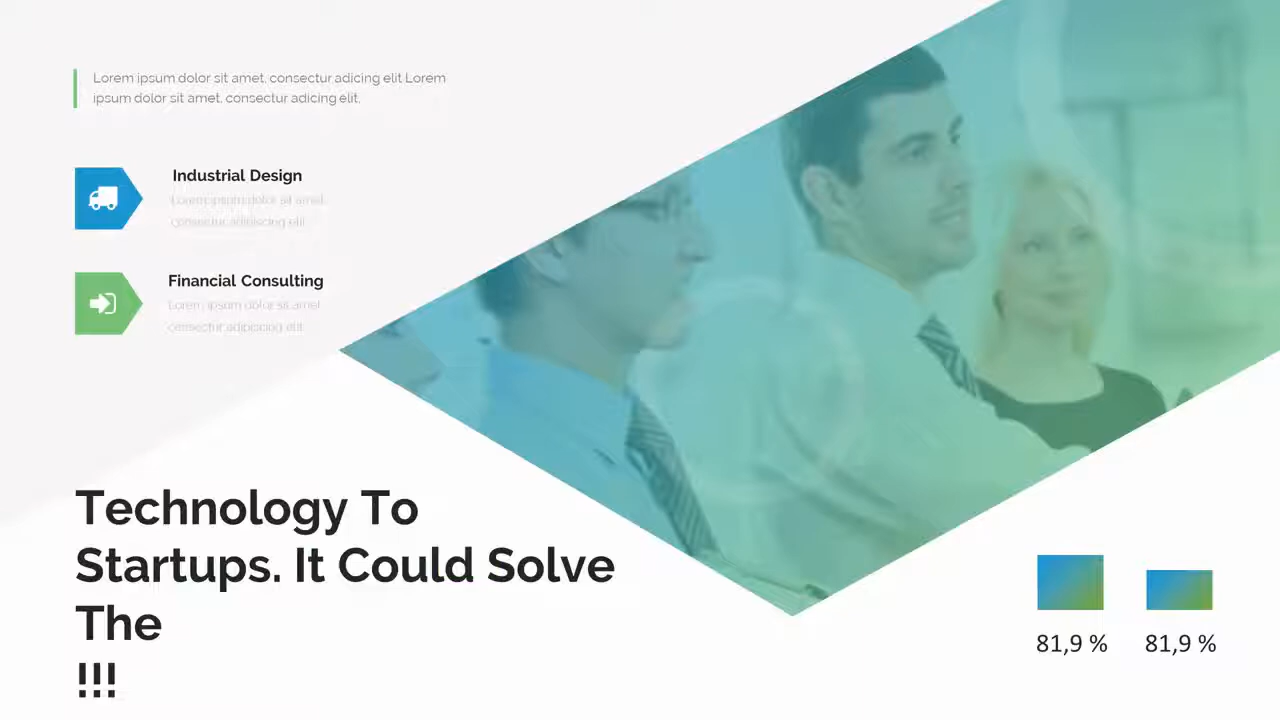 Lorem ipsum dolor sit amet, consectur adicing elit Lorem
ipsum dolor sit amet, consectur adicing elit.
Industrial Design
Lorem ipsum dolor sit amet,
consectur adipiscing elit.
Financial Consulting
Lorem ipsum dolor sit amet,
consectur adipiscing elit.
Technology To
Startups. It Could Solve
The
!!!
81,9 %
81,9 %